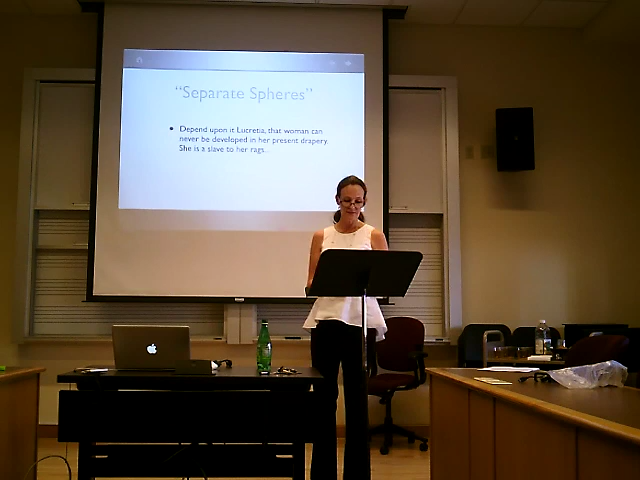 “Separate Spheres”
• Depend upon it Lucretia, that woman can
never be developed in her present drapery.
She is a slave to her rags...